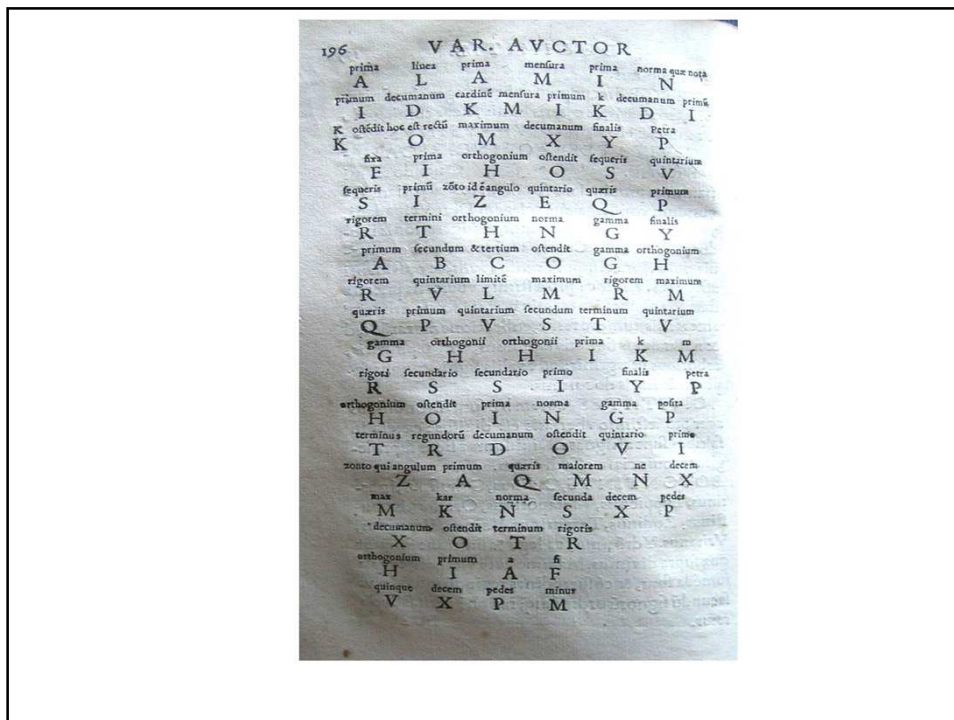 196 VAR. AVCTOR
prima linea prima mensura prima norma quæ nota
A L A M I N
primum decumanum cardinē mensura primum k decumanum primū
I D K M I K D I
K ostēdit hoc est rectū maximum decumanum finalis Petra
K O M X Y P
fixa prima orthogonium ostendit sequeris quintarium
F I H O S V
sequeris primū zōto id ē angulo quintario quæris primum
S I Z E Q P
rigorem termini orthogonium norma gamma finalis
R T H N G Y
primum secundum & tertium ostendit gamma orthogonium
A B C O G H
rigorem quintarium limitē maximum rigorem maximum
R V L M R M
quæris primum quintarium secundum terminum quintarium
Q P V S T V
gamma orthogonii orthogonii prima k m
G H H I K M
rigori secundario secundario primo finalis petra
R S S I Y P
orthogonium ostendit prima norma gamma posita
H O I N G P
terminus regundorū decumanum ostendit quintario primo
T R D O V I
zonto qui angulum primum quæris maiorem ne decem
Z A Q M N X
max kar norma secunda decem pedes
M K N S X P
decumanum ostendit terminum rigoris
X O T R
orthogonium primum a fi
H I A F
quinque decem pedes minus
V X P M